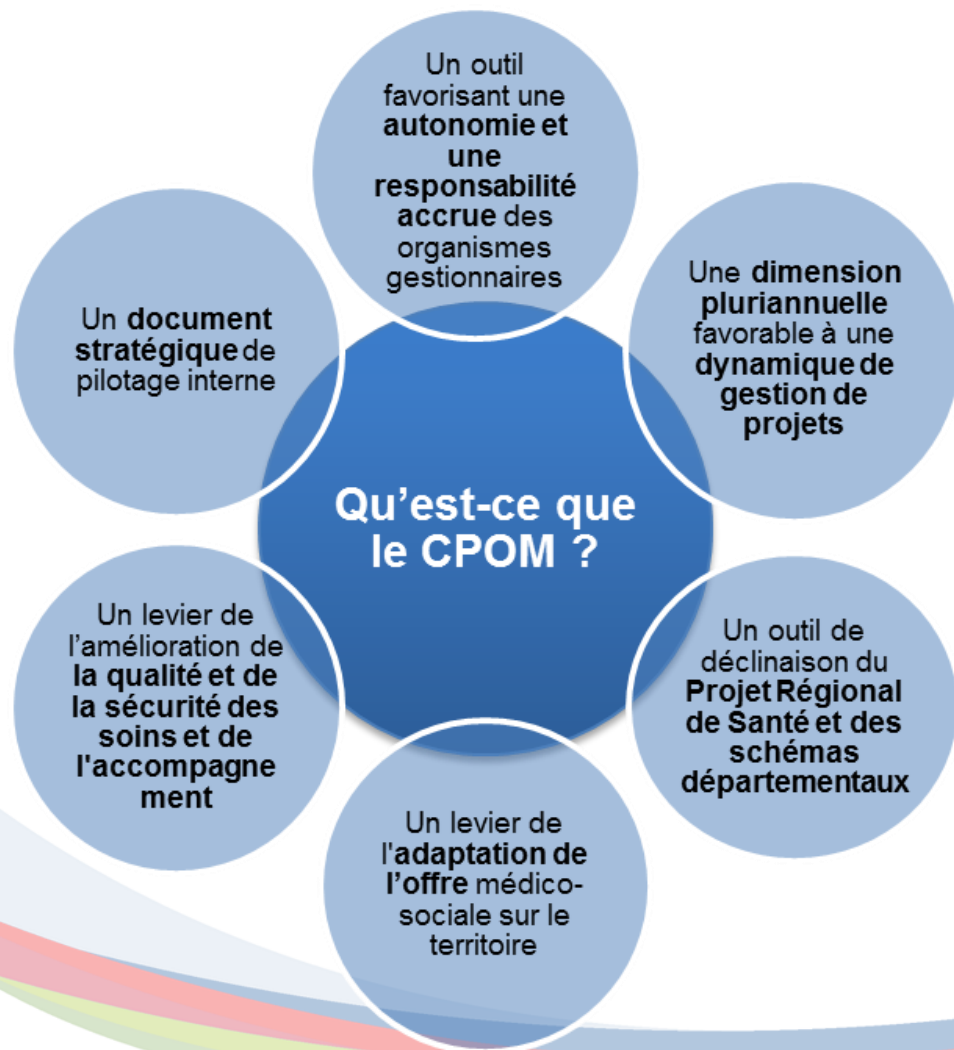 Un outil
favorisant une
autonomie et
une
responsabilité
accrue des
organismes
gestionnaires
Une dimension
pluriannuelle
favorable à une
dynamique de
gestion de
projets
Un outil de
déclinaison du
Projet Régional
de Santé et des
schémas
départementaux
Un levier de
l'adaptation de
l’offre médico-
sociale sur le
territoire
Un levier de
l’amélioration de
la qualité et de
la sécurité des
soins et de
l'accompagne
ment
Un document
stratégique de
pilotage interne
Qu’est-ce que
le CPOM ?